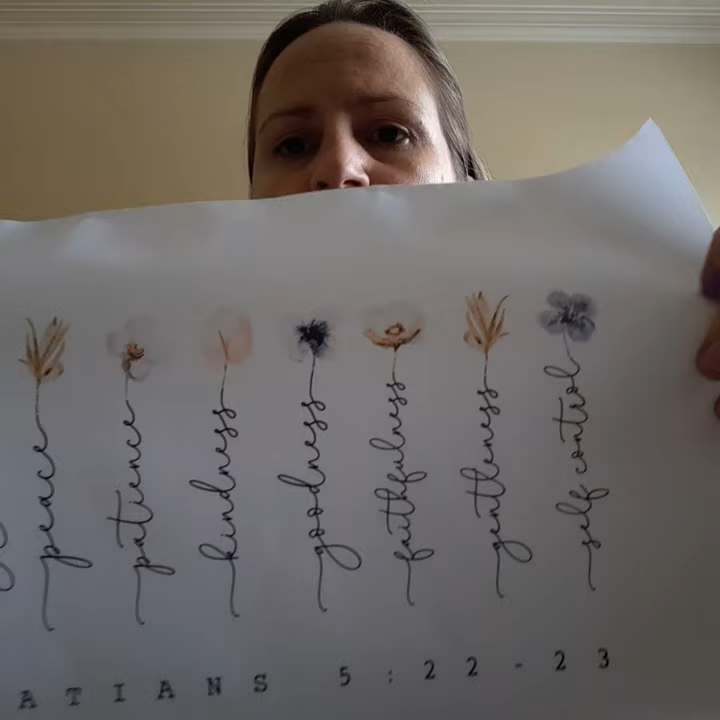 peace
patience
kindness
goodness
faithfulness
gentleness
self control
ATIANS 5:22-23